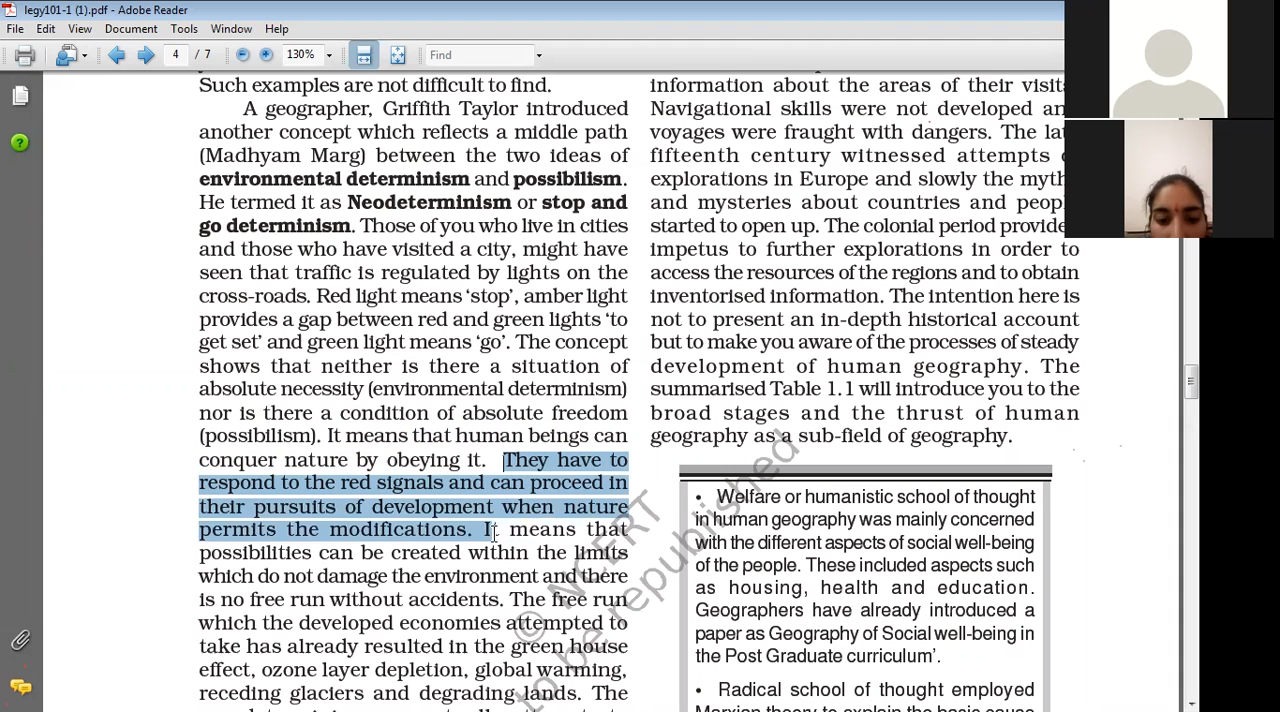 legy101-1 (1).pdf - Adobe Reader
File Edit View Document Tools Window Help
4 / 7 130% Find
Such examples are not difficult to find.
A geographer, Griffith Taylor introduced
another concept which reflects a middle path
(Madhyam Marg) between the two ideas of
environmental determinism and possibilism.
He termed it as Neodeterminism or stop and
go determinism. Those of you who live in cities
and those who have visited a city, might have
seen that traffic is regulated by lights on the
cross-roads. Red light means ‘stop’, amber light
provides a gap between red and green lights ‘to
get set’ and green light means ‘go’. The concept
shows that neither is there a situation of
absolute necessity (environmental determinism)
nor is there a condition of absolute freedom
(possibilism). It means that human beings can
conquer nature by obeying it. They have to
respond to the red signals and can proceed in
their pursuits of development when nature
permits the modifications. It means that
possibilities can be created within the limits
which do not damage the environment and there
is no free run without accidents. The free run
which the developed economies attempted to
take has already resulted in the green house
effect, ozone layer depletion, global warming,
receding glaciers and degrading lands. The
information about the areas of their visit
Navigational skills were not developed an
voyages were fraught with dangers. The la
fifteenth century witnessed attempts
explorations in Europe and slowly the myth
and mysteries about countries and peop
started to open up. The colonial period provide
impetus to further explorations in order to
access the resources of the regions and to obtain
inventorised information. The intention here is
not to present an in-depth historical account
but to make you aware of the processes of steady
development of human geography. The
summarised Table 1.1 will introduce you to the
broad stages and the thrust of human
geography as a sub-field of geography.
• Welfare or humanistic school of thought
in human geography was mainly concerned
with the different aspects of social well-being
of the people. These included aspects such
as housing, health and education.
Geographers have already introduced a
paper as Geography of Social well-being in
the Post Graduate curriculum’.
• Radical school of thought employed
Marxian theory to explain the basic cause
© NCERT
to be republished